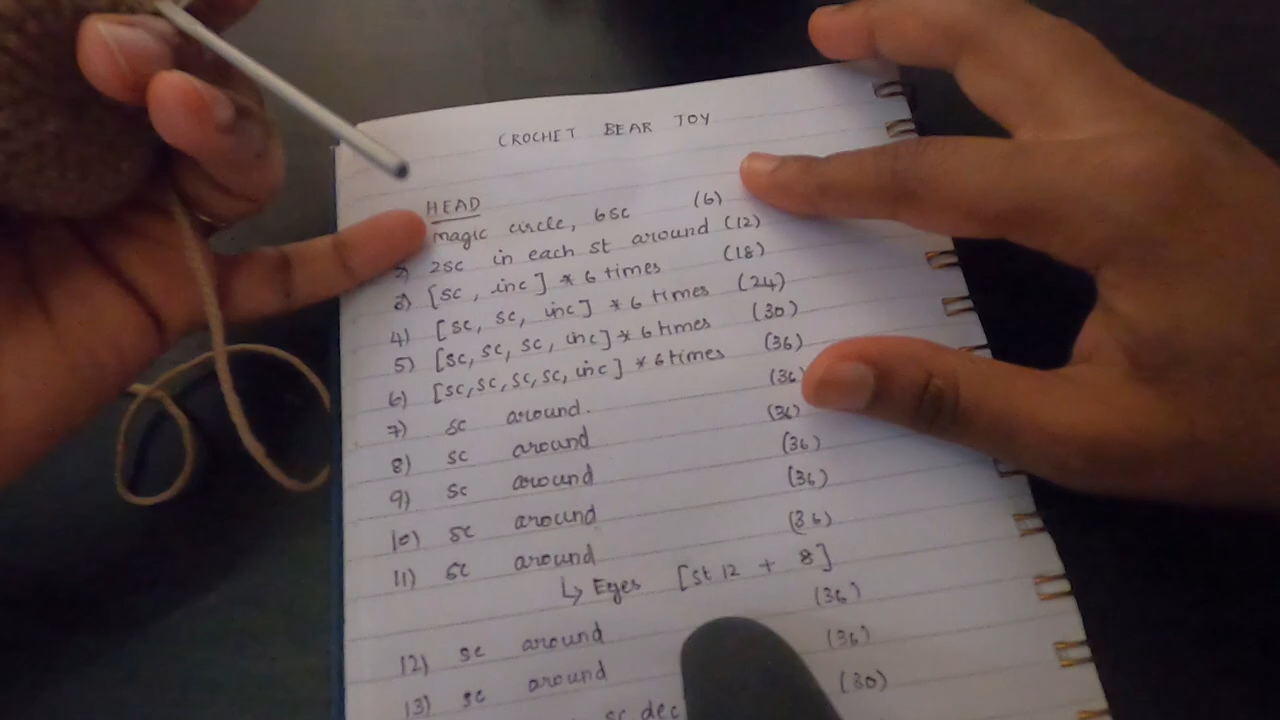 CROCHET BEAR TOY
HEAD
magic circle, 6sc (6)
2) 2sc in each st around (12)
3) [sc, inc] * 6 times (18)
4) [sc, sc, inc] * 6 times (24)
5) [sc, sc, sc, inc] * 6 times (30)
6) [sc, sc, sc, sc, inc] * 6 times (36)
7) sc around. (36)
8) sc around (36)
9) sc around (36)
10) sc around (36)
11) sc around (36)
↳ Eyes [st 12 + 8]
12) sc around (36)
13) sc around (36)
sc dec (30)